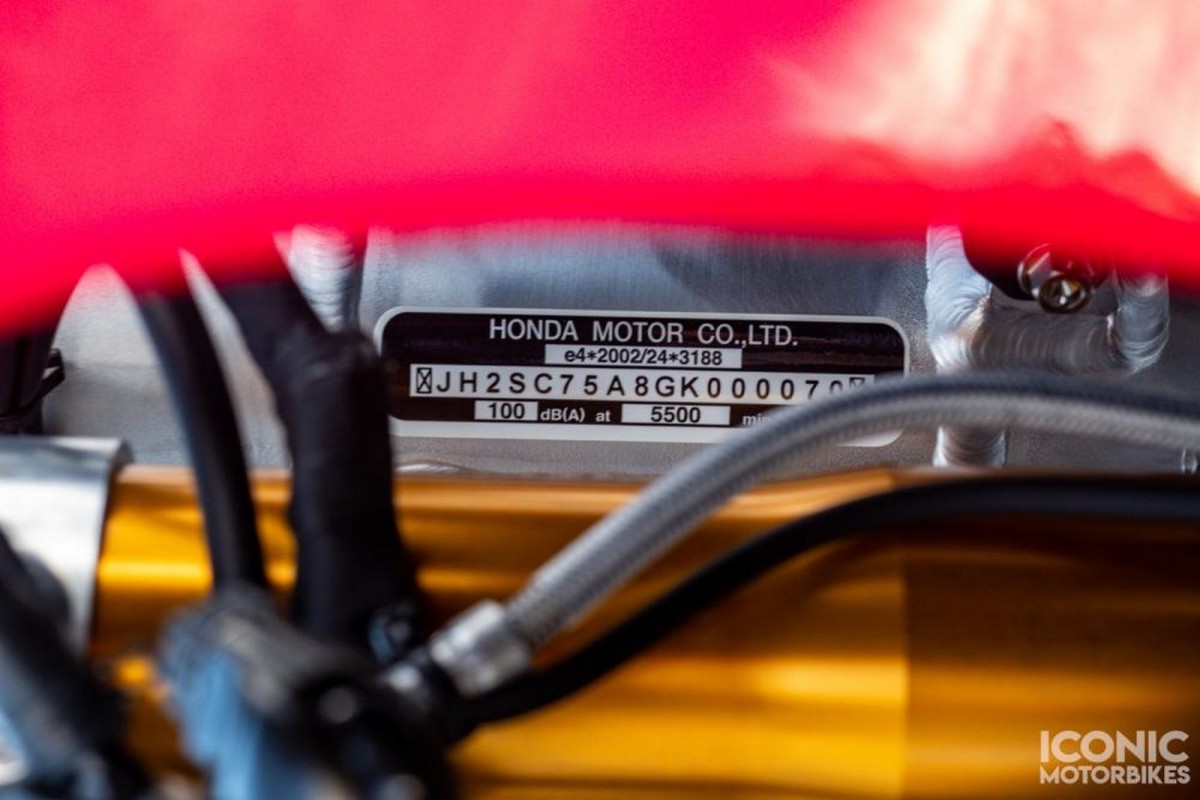 HONDA MOTOR CO.,LTD.
e4*2002/24*3188
JH2SC75A8GK000070
100 dB(A) at 5500
ICONIC
MOTORBIKES